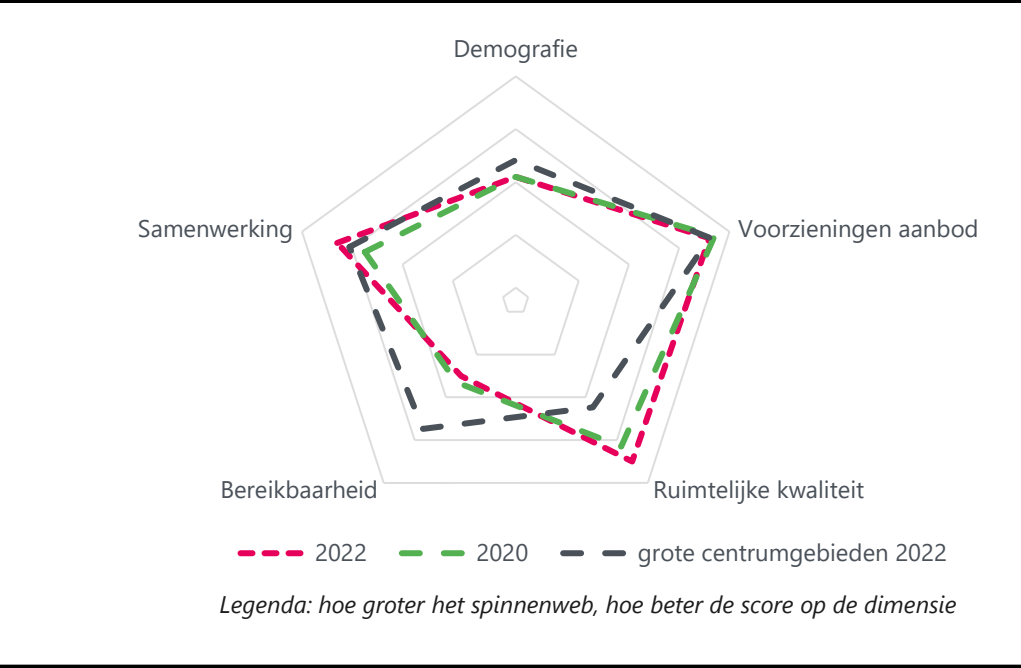 Demografie
Samenwerking
Voorzieningen aanbod
Bereikbaarheid
Ruimtelijke kwaliteit
2022 2020 grote centrumgebieden 2022
Legenda: hoe groter het spinnenweb, hoe beter de score op de dimensie